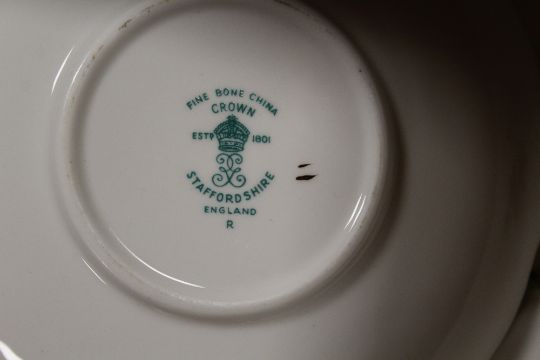 FINE BONE CHINA
CROWN
ESTD 1801
STAFFORDSHIRE
ENGLAND
R